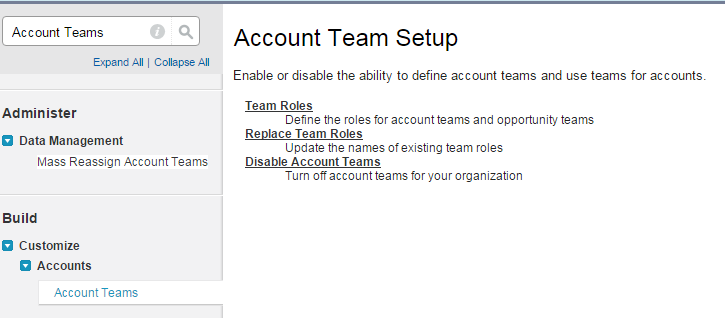 Account Teams
Expand All | Collapse All
Administer
Data Management
Mass Reassign Account Teams
Build
Customize
Accounts
Account Teams
Account Team Setup
Enable or disable the ability to define account teams and use teams for accounts.
Team Roles
Define the roles for account teams and opportunity teams
Replace Team Roles
Update the names of existing team roles
Disable Account Teams
Turn off account teams for your organization